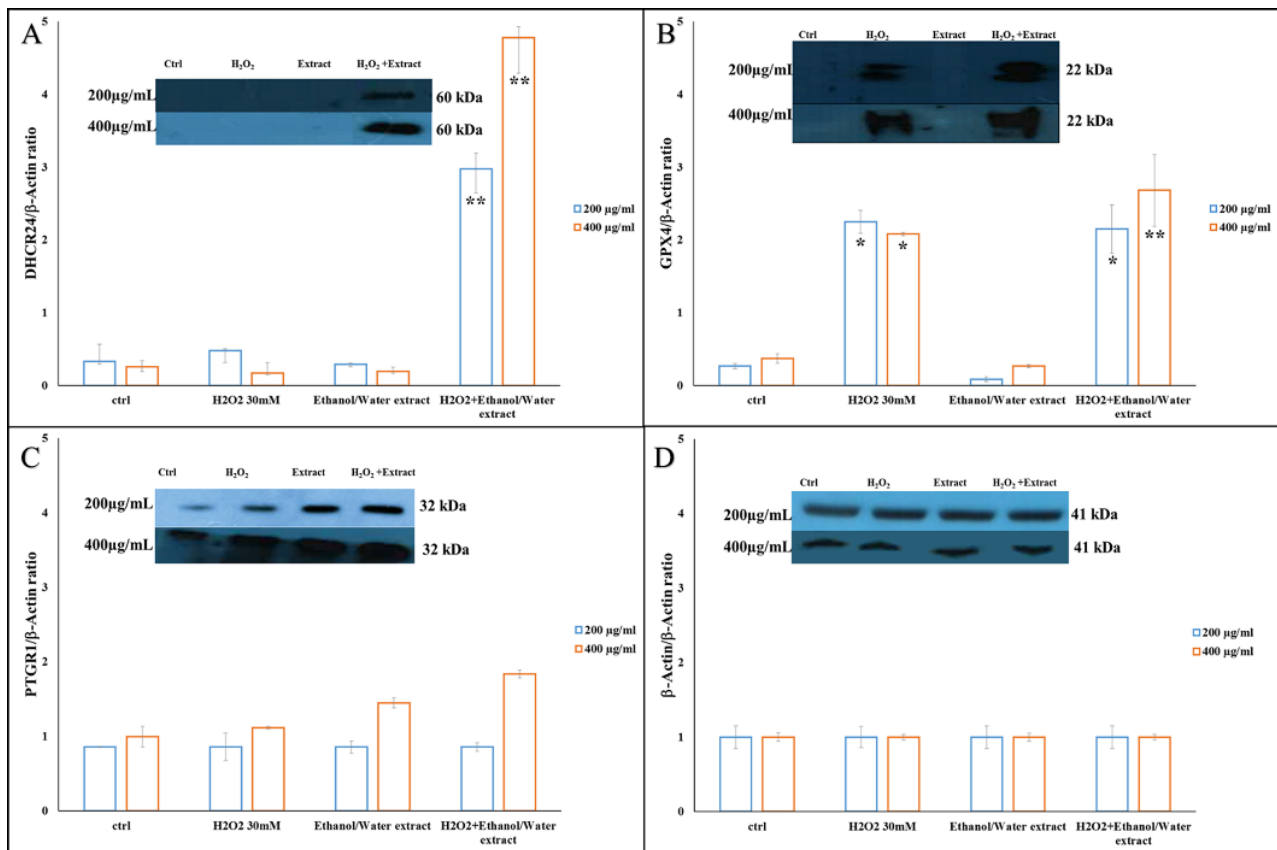 A
5
4
3
2
1
0
DHCR24/β-Actin ratio
Ctrl H₂O₂ Extract H₂O₂ +Extract
200µg/mL 60 kDa
400µg/mL 60 kDa
**
**
200 µg/ml
400 µg/ml
ctrl H2O2 30mM Ethanol/Water extract H2O2+Ethanol/Water
extract
B
5
4
3
2
1
0
GPX4/β-Actin ratio
Ctrl H₂O₂ Extract H₂O₂ +Extract
200µg/mL 22 kDa
400µg/mL 22 kDa
* * * **
200 µg/ml
400 µg/ml
ctrl H2O2 30mM Ethanol/Water extract H2O2+Ethanol/Water
extract
C
5
4
3
2
1
0
PTGR1/β-Actin ratio
Ctrl H₂O₂ Extract H₂O₂ +Extract
200µg/mL 32 kDa
400µg/mL 32 kDa
200 µg/ml
400 µg/ml
ctrl H2O2 30mM Ethanol/Water extract H2O2+Ethanol/Water
extract
D
5
4
3
2
1
0
β-Actin/β-Actin ratio
Ctrl H₂O₂ Extract H₂O₂ +Extract
200µg/mL 41 kDa
400µg/mL 41 kDa
200 µg/ml
400 µg/ml
ctrl H2O2 30mM Ethanol/Water extract H2O2+Ethanol/Water
extract